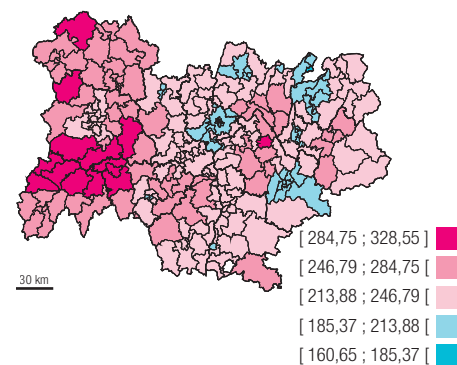 [ 284,75 ; 328,55 ]
[ 246,79 ; 284,75 [
[ 213,88 ; 246,79 [
[ 185,37 ; 213,88 [
[ 160,65 ; 185,37 [
30 km